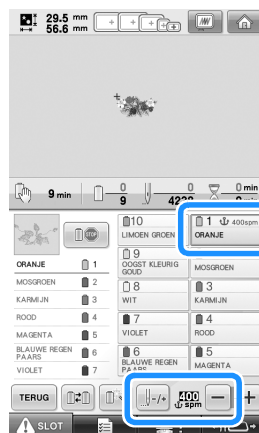 29.5 mm
56.6 mm
9 min
0
9
0
0 min
STOP
10
LIMOEN GROEN
1 400spm
ORANJE
9
OOGST KLEURIG
GOUD
MOSGROEN
8
WIT
3
KARMIJN
7
VIOLET
4
ROOD
6
BLAUWE REGEN
PAARS
5
MAGENTA
ORANJE 1
MOSGROEN 2
KARMIJN 3
ROOD 4
MAGENTA 5
BLAUWE REGEN
PAARS 6
VIOLET 7
TERUG
-/+
400
spm
−
+
SLOT